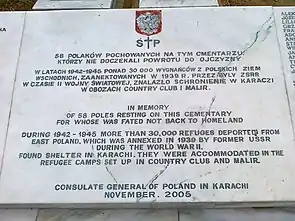 S P
58 POLAKÓW POCHOWANYCH NA TYM CMENTARZU,
KTÓRZY NIE DOCZEKALI POWROTU DO OJCZYZNY
W LATACH 1942-1945 PONAD 30 000 WYGNAŃCÓW Z POLSKICH ZIEM
WSCHODNICH, ZAANEKTOWANYCH W 1939 R. PRZEZ BYŁY ZSRR
W CZASIE II WOJNY ŚWIATOWEJ, ZNALAZŁO SCHRONIENIE W KARACZI
W OBOZACH COUNTRY CLUB I MALIR.
IN MEMORY
OF 58 POLES RESTING ON THIS CEMENTARY
FOR WHOSE WAS FATED NOT BACK TO HOMELAND
DURING 1942 - 1945 MORE THAN 30,000 REFUGES DEPORTED FROM
EAST POLAND, WHICH WAS ANNEXED IN 1939 BY FORMER USSR
DURING THE WORLD WAR II.
FOUND SHELTER IN KARACHI. THEY WERE ACCOMMODATED IN THE
REFUGEE CAMPS SET UP IN COUNTRY CLUB AND MALIR.
CONSULATE GENERAL OF POLAND IN KARACHI
NOVEMBER, 2005